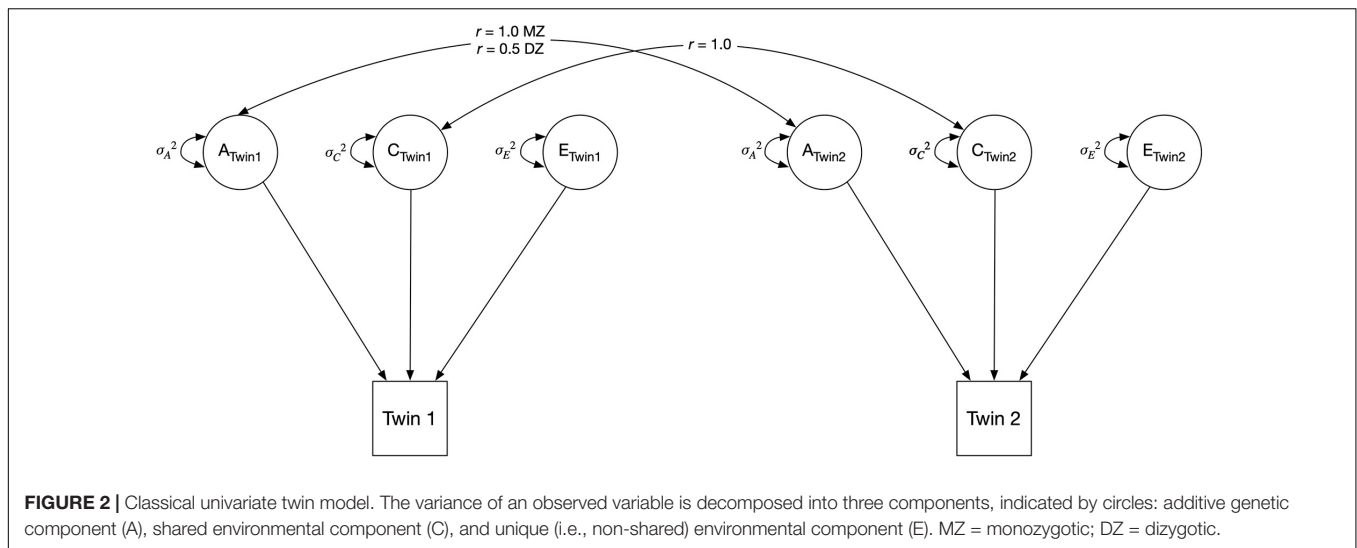 r = 1.0 MZ
r = 0.5 DZ
r = 1.0
σA²
ATwin1
σC²
CTwin1
σE²
ETwin1
σA²
ATwin2
σC²
CTwin2
σE²
ETwin2
Twin 1
Twin 2
FIGURE 2 | Classical univariate twin model. The variance of an observed variable is decomposed into three components, indicated by circles: additive genetic
component (A), shared environmental component (C), and unique (i.e., non-shared) environmental component (E). MZ = monozygotic; DZ = dizygotic.